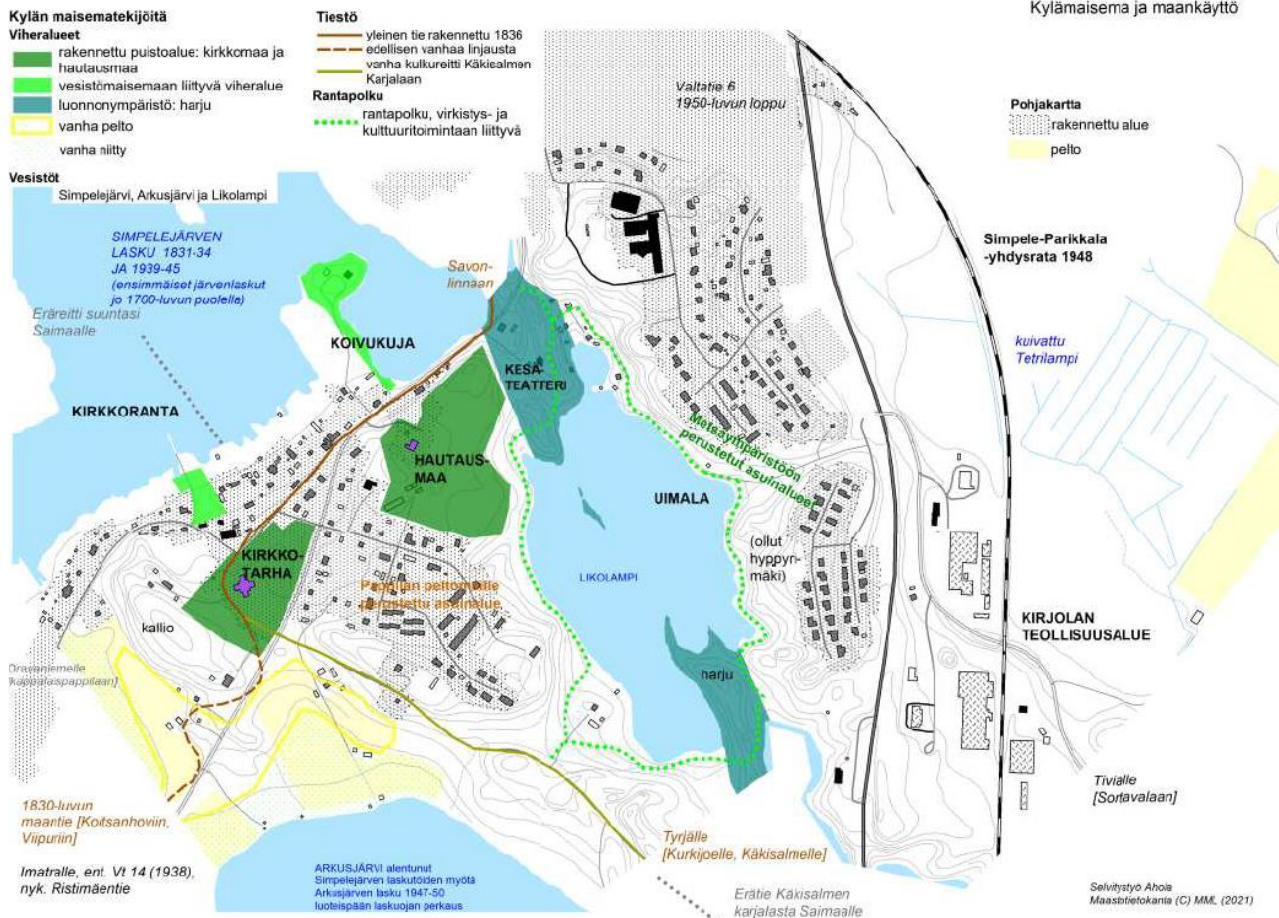 Kylämaisema ja maankäyttö
Kylän maisematekijöitä
Viheralueet
rakennettu puistoalue: kirkkomaa ja
hautausmaa
vesistömaisemaan liittyvä viheralue
luonnonympäristö: harju
vanha pelto
vanha niitty
Vesistöt
Simpelejärvi, Arkusjärvi ja Likolampi
Tiestö
yleinen tie rakennettu 1836
edellisen vanhaa linjausta
vanha kulkureitti Käkisalmen
Karjalaan
Rantapolku
rantapolku, virkistys- ja
kulttuuritoimintaan liittyvä
Valtatie 6
1950-luvun loppu
Pohjakartta
rakennettu alue
pelto
SIMPELEJÄRVEN
LASKU 1831-34
JA 1939-45
(ensimmäiset järvenlaskut
jo 1700-luvun puolella)
Eräreitti suuntasi
Saimaalle
Savon-
linnaan
Simpele-Parikkala
-yhdysrata 1948
kuivattu
Tetrilampi
KOIVUKUJA
KIRKKORANTA
KESÄ-
TEATTERI
HAUTAUS-
MAA
Metsäympäristöön
perustetut asuinalueet
UIMALA
(ollut
hyppyri-
mäki)
LIKOLAMPI
KIRKKO-
TARHA
Pappilan peltomaille
perustettu asuinalue
kallio
Oravaniemelle
[kappalaispappilaan]
harju
KIRJOLAN
TEOLLISUUSALUE
Tivialle
[Sortavalaan]
1830-luvun
maantie [Koitsanhoviin,
Viipuriin]
Imatralle, ent. Vt 14 (1938),
nyk. Ristimäentie
ARKUSJÄRVI alentunut
Simpelejärven laskutöiden myötä
Arkusjärven lasku 1947-50
luoteispään laskuojan perkaus
Tyrjälle
[Kurkijoelle, Käkisalmelle]
Erätie Käkisalmen
karjalasta Saimaalle
Selvitystyö Ahola
Maastotietokanta (C) MML (2021)